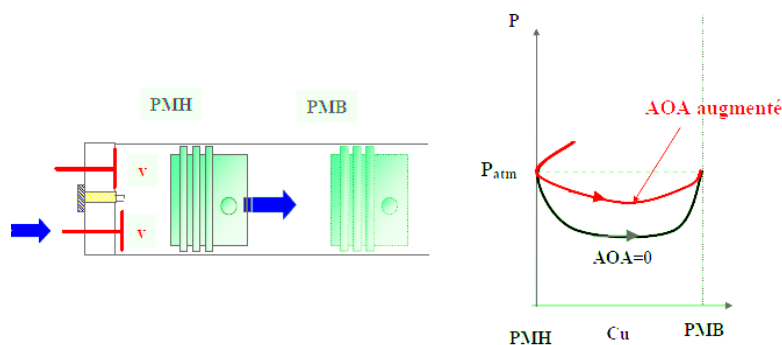 PMH
PMB
v
v
P
AOA augmenté
Patm
AOA=0
PMH
Cu
PMB